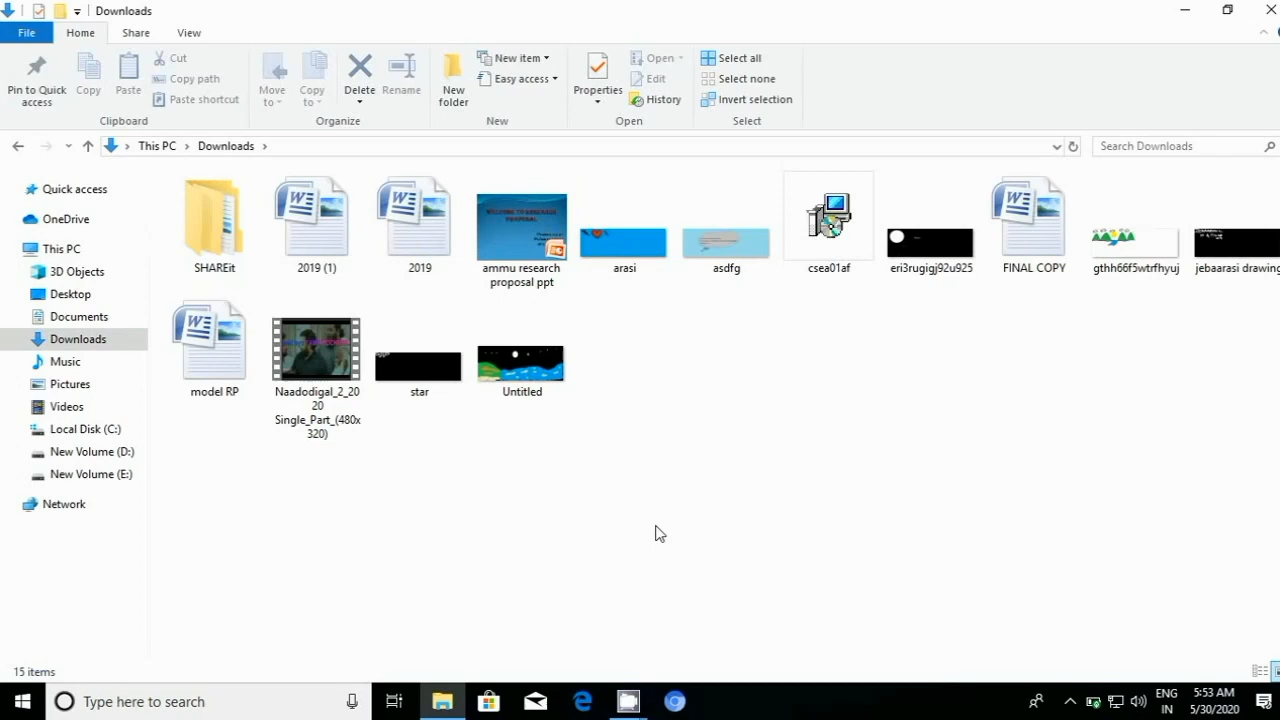 Downloads
File Home Share View
Pin to Quick access
Copy
Paste
Cut
Copy path
Paste shortcut
Clipboard
Move to
Copy to
Delete
Rename
Organize
New folder
New item
Easy access
New
Properties
Open
Edit
History
Open
Select all
Select none
Invert selection
Select
This PC > Downloads >
Search Downloads
Quick access
OneDrive
This PC
3D Objects
Desktop
Documents
Downloads
Music
Pictures
Videos
Local Disk (C:)
New Volume (D:)
New Volume (E:)
Network
SHAREit
2019 (1)
2019
ammu research
proposal ppt
arasi
asdfg
csea01af
eri3rugigj92u925
FINAL COPY
gthh66f5wtrfhyuj
jebaarasi drawing
model RP
Naadodigal_2_20
20
Single_Part_(480x
320)
star
Untitled
15 items
Type here to search
ENG
IN
5:53 AM
5/30/2020